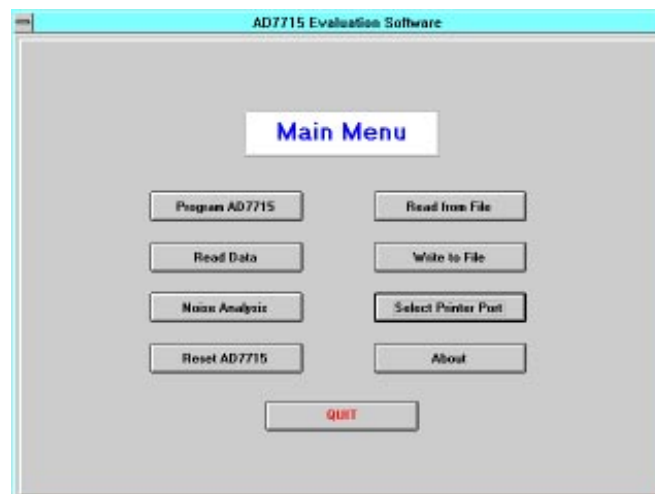 AD7715 Evaluation Software
Main Menu
Program AD7715
Read from File
Read Data
Write to File
Noise Analysis
Select Printer Port
Reset AD7715
About
QUIT